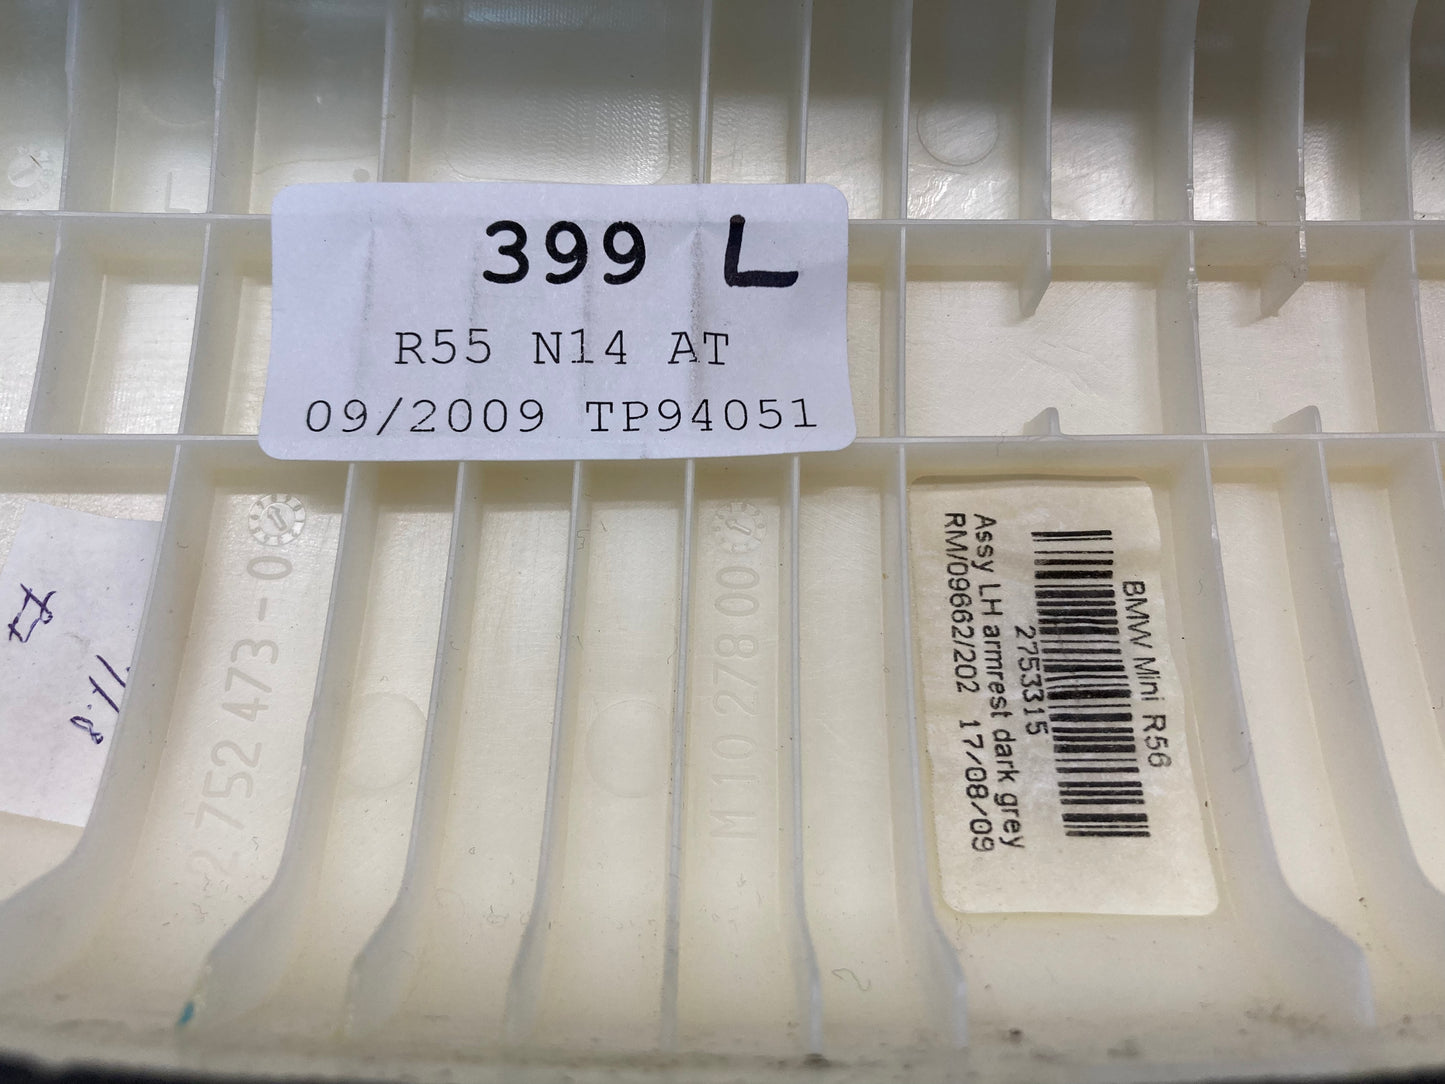 399 L
R55 N14 AT
09/2009 TP94051
2 752 473-0
M 10 278 00
BMW Mini R56
2753315
Assy LH armrest dark grey
RM/09662/202 17/08/09
L